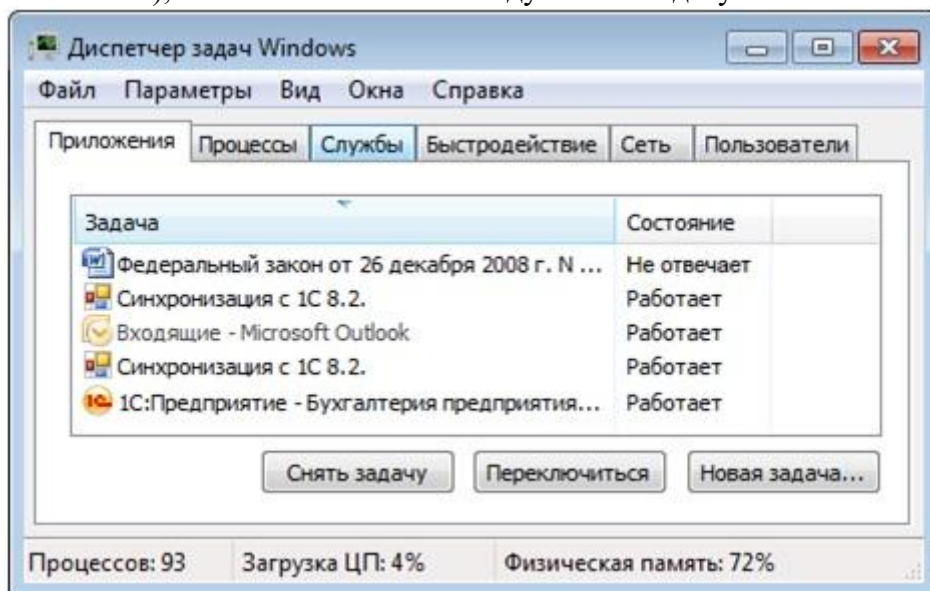 Диспетчер задач Windows
Файл Параметры Вид Окна Справка
Приложения Процессы Службы Быстродействие Сеть Пользователи
Задача Состояние
Федеральный закон от 26 декабря 2008 г. N ... Не отвечает
Синхронизация с 1С 8.2. Работает
Входящие - Microsoft Outlook Работает
Синхронизация с 1С 8.2. Работает
1С:Предприятие - Бухгалтерия предприятия... Работает
Снять задачу Переключиться Новая задача...
Процессов: 93 Загрузка ЦП: 4% Физическая память: 72%